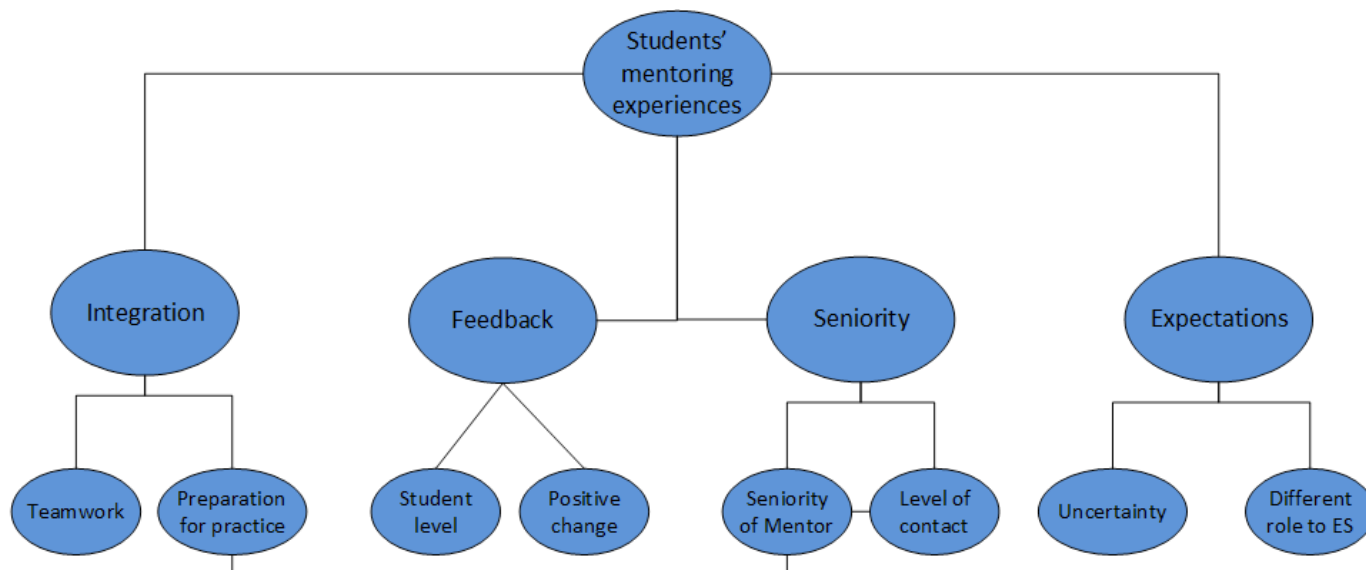 Students'
mentoring
experiences
Integration
Feedback
Seniority
Expectations
Teamwork
Preparation
for practice
Student
level
Positive
change
Seniority
of Mentor
Level of
contact
Uncertainty
Different
role to ES